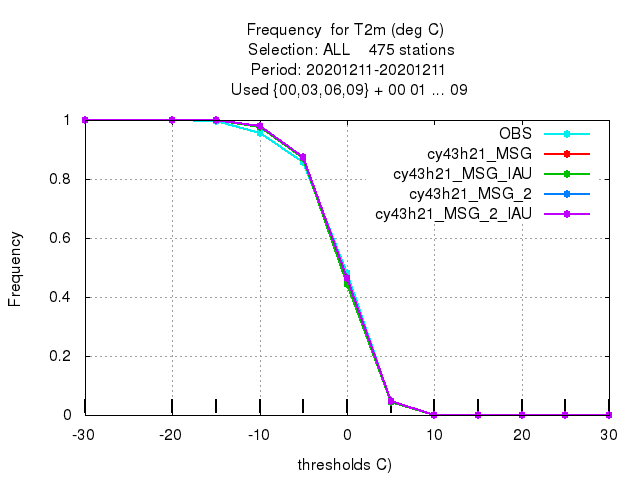 Frequency  for T2m (deg C)
Selection: ALL    475 stations
Period: 20201211-20201211
Used {00,03,06,09} + 00 01 ... 09
OBS
cy43h21_MSG
cy43h21_MSG_IAU
cy43h21_MSG_2
cy43h21_MSG_2_IAU
Frequency
1
0.8
0.6
0.4
0.2
0
-30 -20 -10 0 10 20 30
thresholds C)